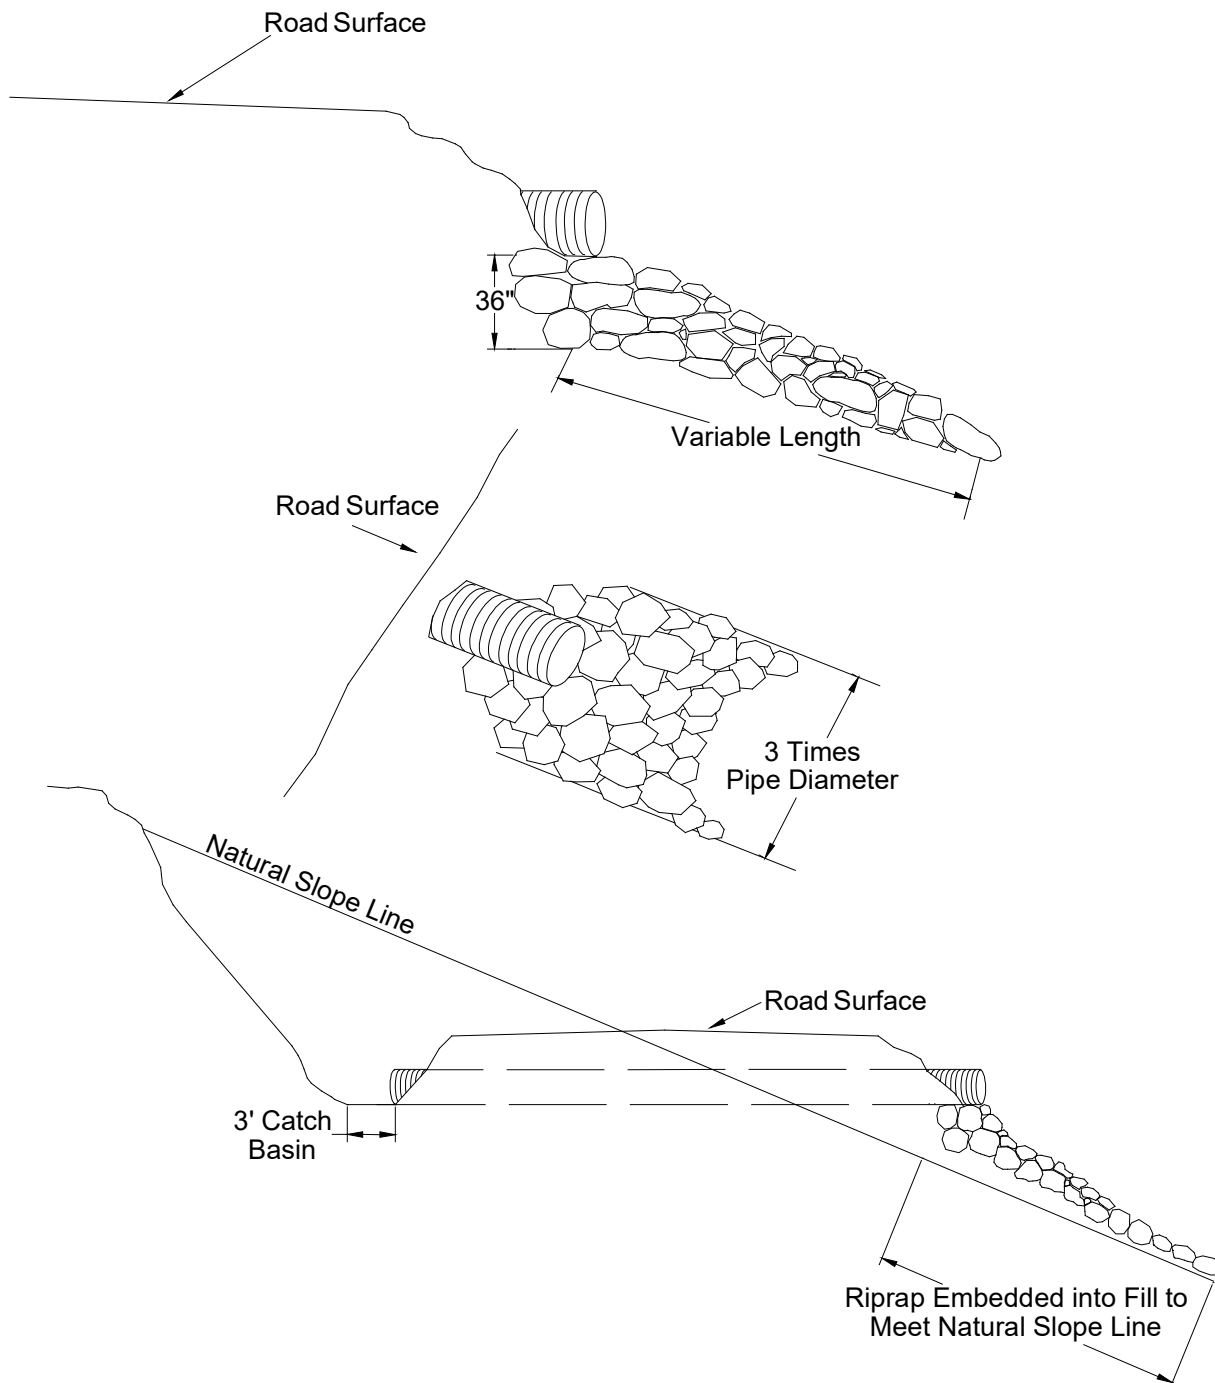 Road Surface
36"
Variable Length
Road Surface
3 Times
Pipe Diameter
Natural Slope Line
Road Surface
3' Catch
Basin
Riprap Embedded into Fill to
Meet Natural Slope Line